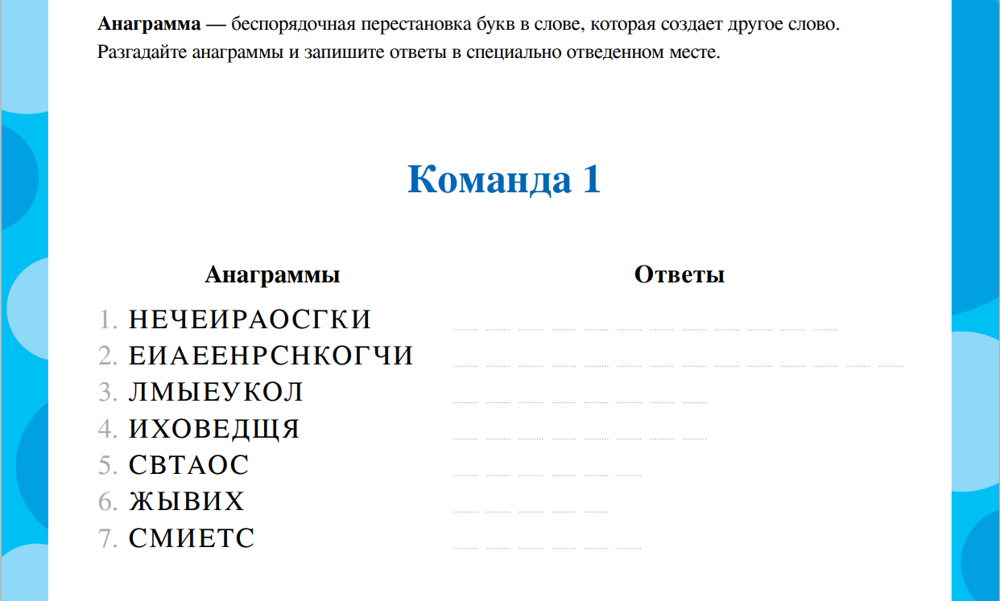 Анаграмма — беспорядочная перестановка букв в слове, которая создает другое слово.
Разгадайте анаграммы и запишите ответы в специально отведенном месте.
Команда 1
Анаграммы Ответы
1. НЕЧЕИРАОСГКИ
2. ЕИАЕЕНРСНКОГЧИ
3. ЛМЫЕУКОЛ
4. ИХОВЕДЩЯ
5. СВТАОС
6. ЖЫВИХ
7. СМИЕТС